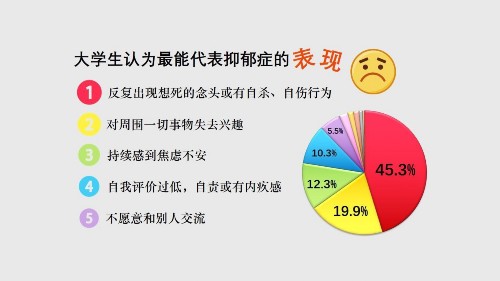 大学生认为最能代表抑郁症的表现
1 反复出现想死的念头或有自杀、自伤行为
2 对周围一切事物失去兴趣
3 持续感到焦虑不安
4 自我评价过低，自责或有内疚感
5 不愿意和别人交流
45.3%
19.9%
12.3%
10.3%
5.5%